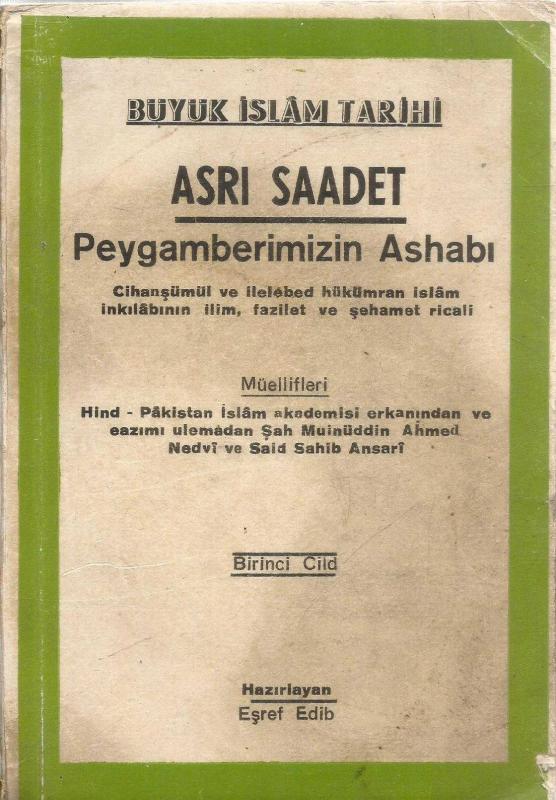 BÜYÜK İSLÂM TARİHİ
ASRI SAADET
Peygamberimizin Ashabı
Cihanşümül ve ilelebed hükümran islâm
inkılâbının ilim, fazilet ve şehamet ricali
Müellifleri
Hind - Pâkistan İslâm akademisi erkanından ve
eazımı ulemadan Şah Muinüddin Ahmed
Nedvî ve Said Sahib Ansarî
Birinci Cild
Hazırlayan
Eşref Edib